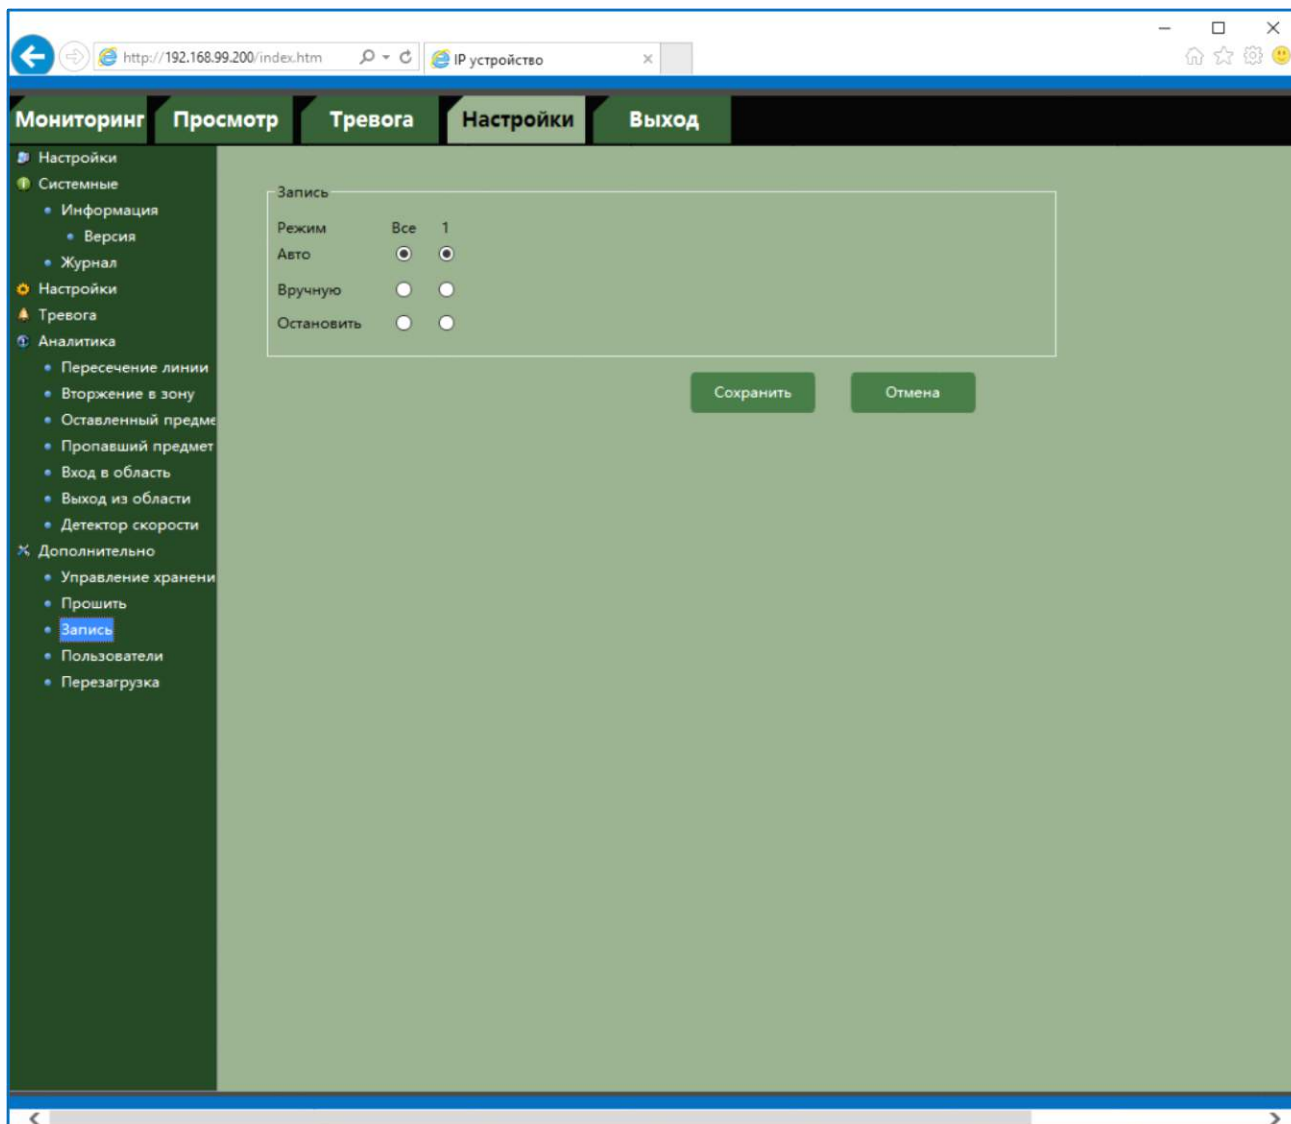 http://192.168.99.200/index.htm
IP устройство
Мониторинг Просмотр Тревога Настройки Выход
Настройки
Системные
Информация
Версия
Журнал
Настройки
Тревога
Аналитика
Пересечение линии
Вторжение в зону
Оставленный предме
Пропавший предмет
Вход в область
Выход из области
Детектор скорости
Дополнительно
Управление хранени
Прошить
Запись
Пользователи
Перезагрузка
Запись
Режим Все 1
Авто
Вручную
Остановить
Сохранить Отмена